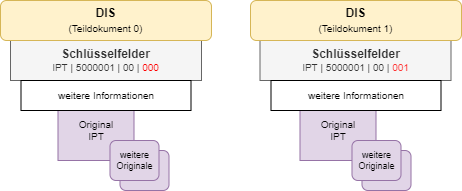 DIS
(Teildokument 0)
Schlüsselfelder
IPT | 5000001 | 00 | 000
weitere Informationen
Original
IPT
weitere
Originale
DIS
(Teildokument 1)
Schlüsselfelder
IPT | 5000001 | 00 | 001
weitere Informationen
Original
IPT
weitere
Originale